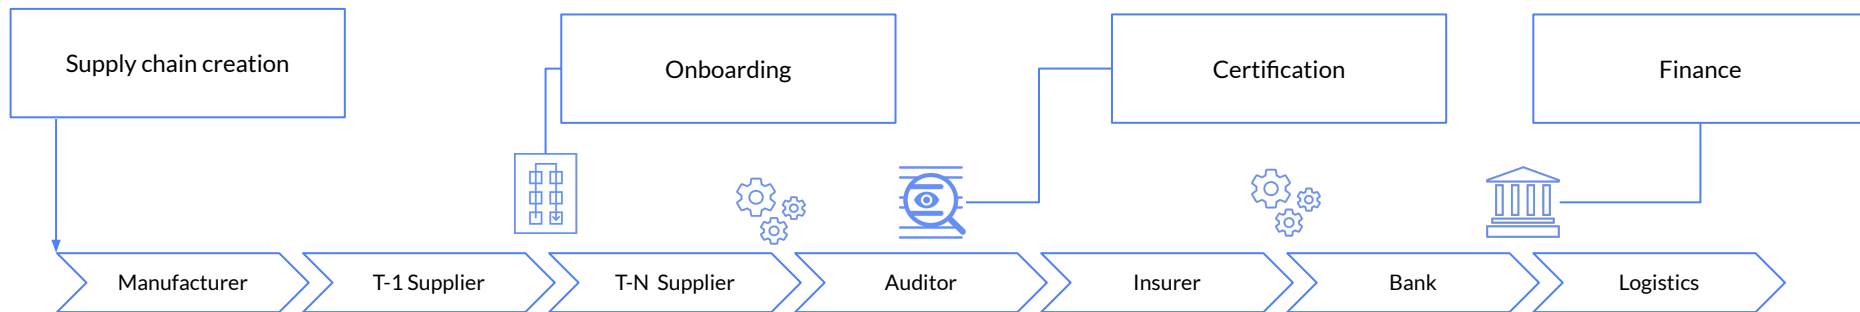 Supply chain creation
Onboarding
Certification
Finance
Manufacturer
T-1 Supplier
T-N Supplier
Auditor
Insurer
Bank
Logistics